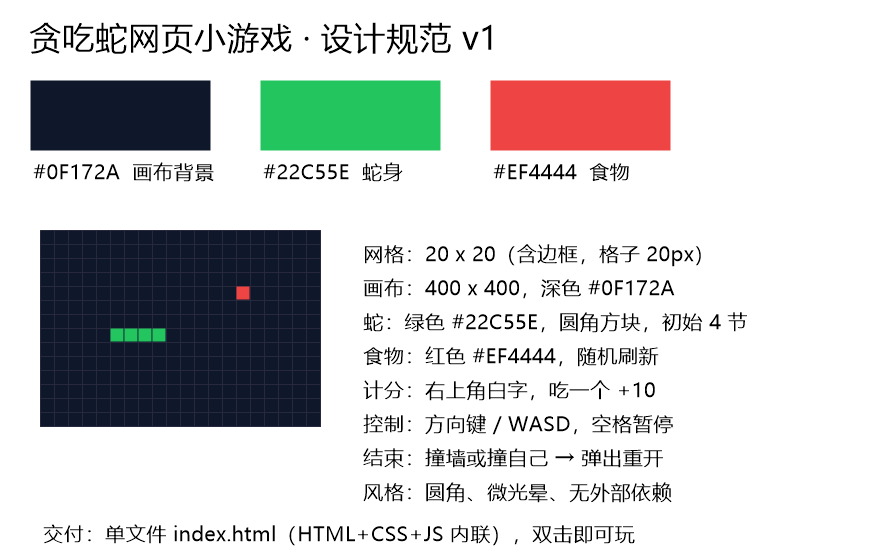 贪吃蛇网页小游戏 · 设计规范 v1
#0F172A 画布背景
#22C55E 蛇身
#EF4444 食物
网格：20 x 20（含边框，格子 20px）
画布：400 x 400，深色 #0F172A
蛇：绿色 #22C55E，圆角方块，初始 4 节
食物：红色 #EF4444，随机刷新
计分：右上角白字，吃一个 +10
控制：方向键 / WASD，空格暂停
结束：撞墙或撞自己 → 弹出重开
风格：圆角、微光晕、无外部依赖
交付：单文件 index.html（HTML+CSS+JS 内联），双击即可玩